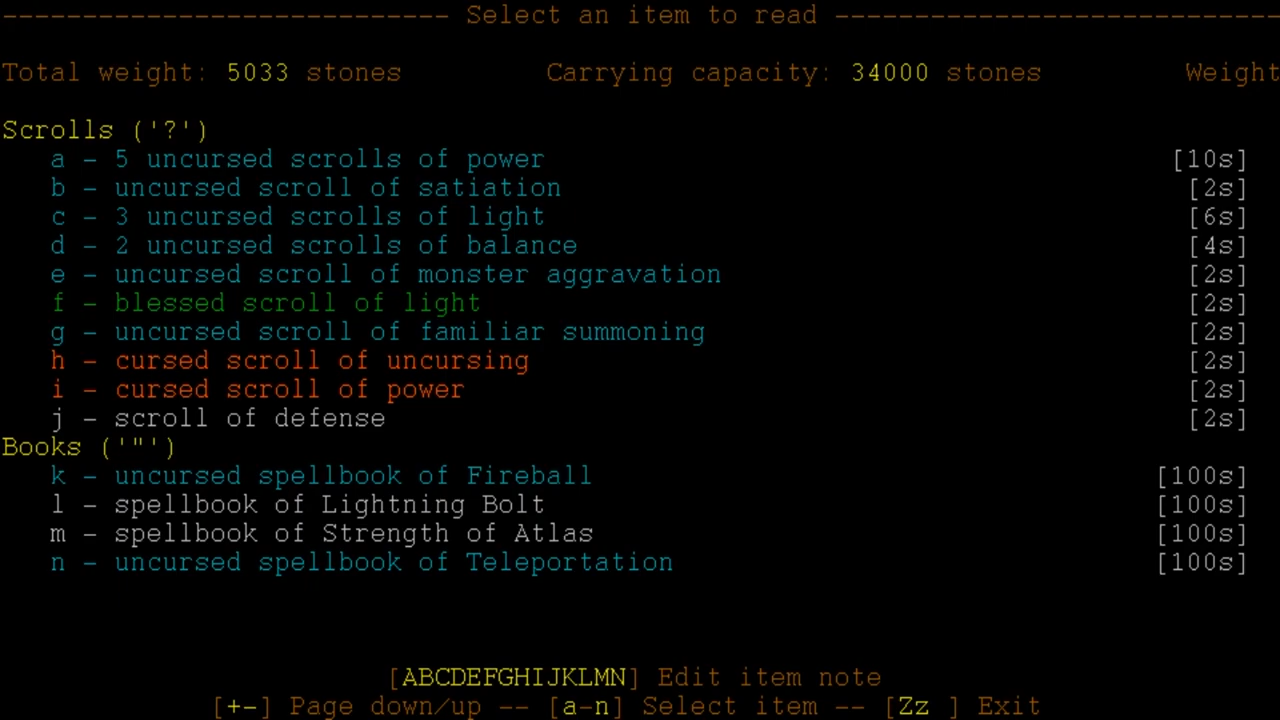 ---------------------------- Select an item to read ----------------------------
Total weight: 5033 stones Carrying capacity: 34000 stones Weight
Scrolls ('?')
a - 5 uncursed scrolls of power [10s]
b - uncursed scroll of satiation [2s]
c - 3 uncursed scrolls of light [6s]
d - 2 uncursed scrolls of balance [4s]
e - uncursed scroll of monster aggravation [2s]
f - blessed scroll of light [2s]
g - uncursed scroll of familiar summoning [2s]
h - cursed scroll of uncursing [2s]
i - cursed scroll of power [2s]
j - scroll of defense [2s]
Books ('"')
k - uncursed spellbook of Fireball [100s]
l - spellbook of Lightning Bolt [100s]
m - spellbook of Strength of Atlas [100s]
n - uncursed spellbook of Teleportation [100s]
[ABCDEFGHIJKLMN] Edit item note
[+-] Page down/up -- [a-n] Select item -- [Zz ] Exit